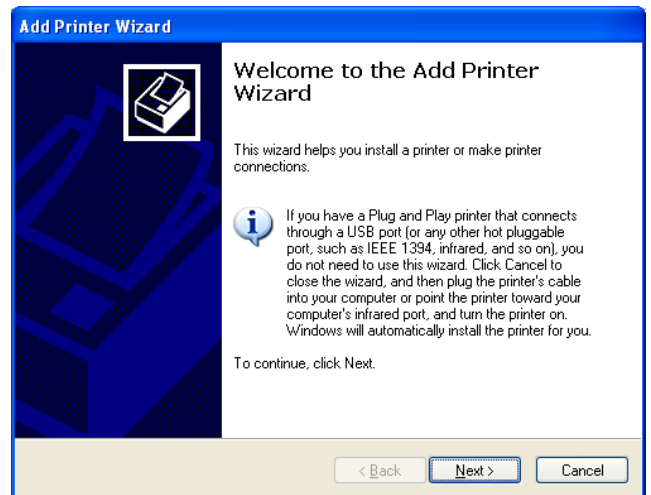 Add Printer Wizard
Welcome to the Add Printer
Wizard
This wizard helps you install a printer or make printer
connections.
If you have a Plug and Play printer that connects
through a USB port (or any other hot pluggable
port, such as IEEE 1394, infrared, and so on), you
do not need to use this wizard. Click Cancel to
close the wizard, and then plug the printer's cable
into your computer or point the printer toward your
computer's infrared port, and turn the printer on.
Windows will automatically install the printer for you.
To continue, click Next.
< Back Next > Cancel